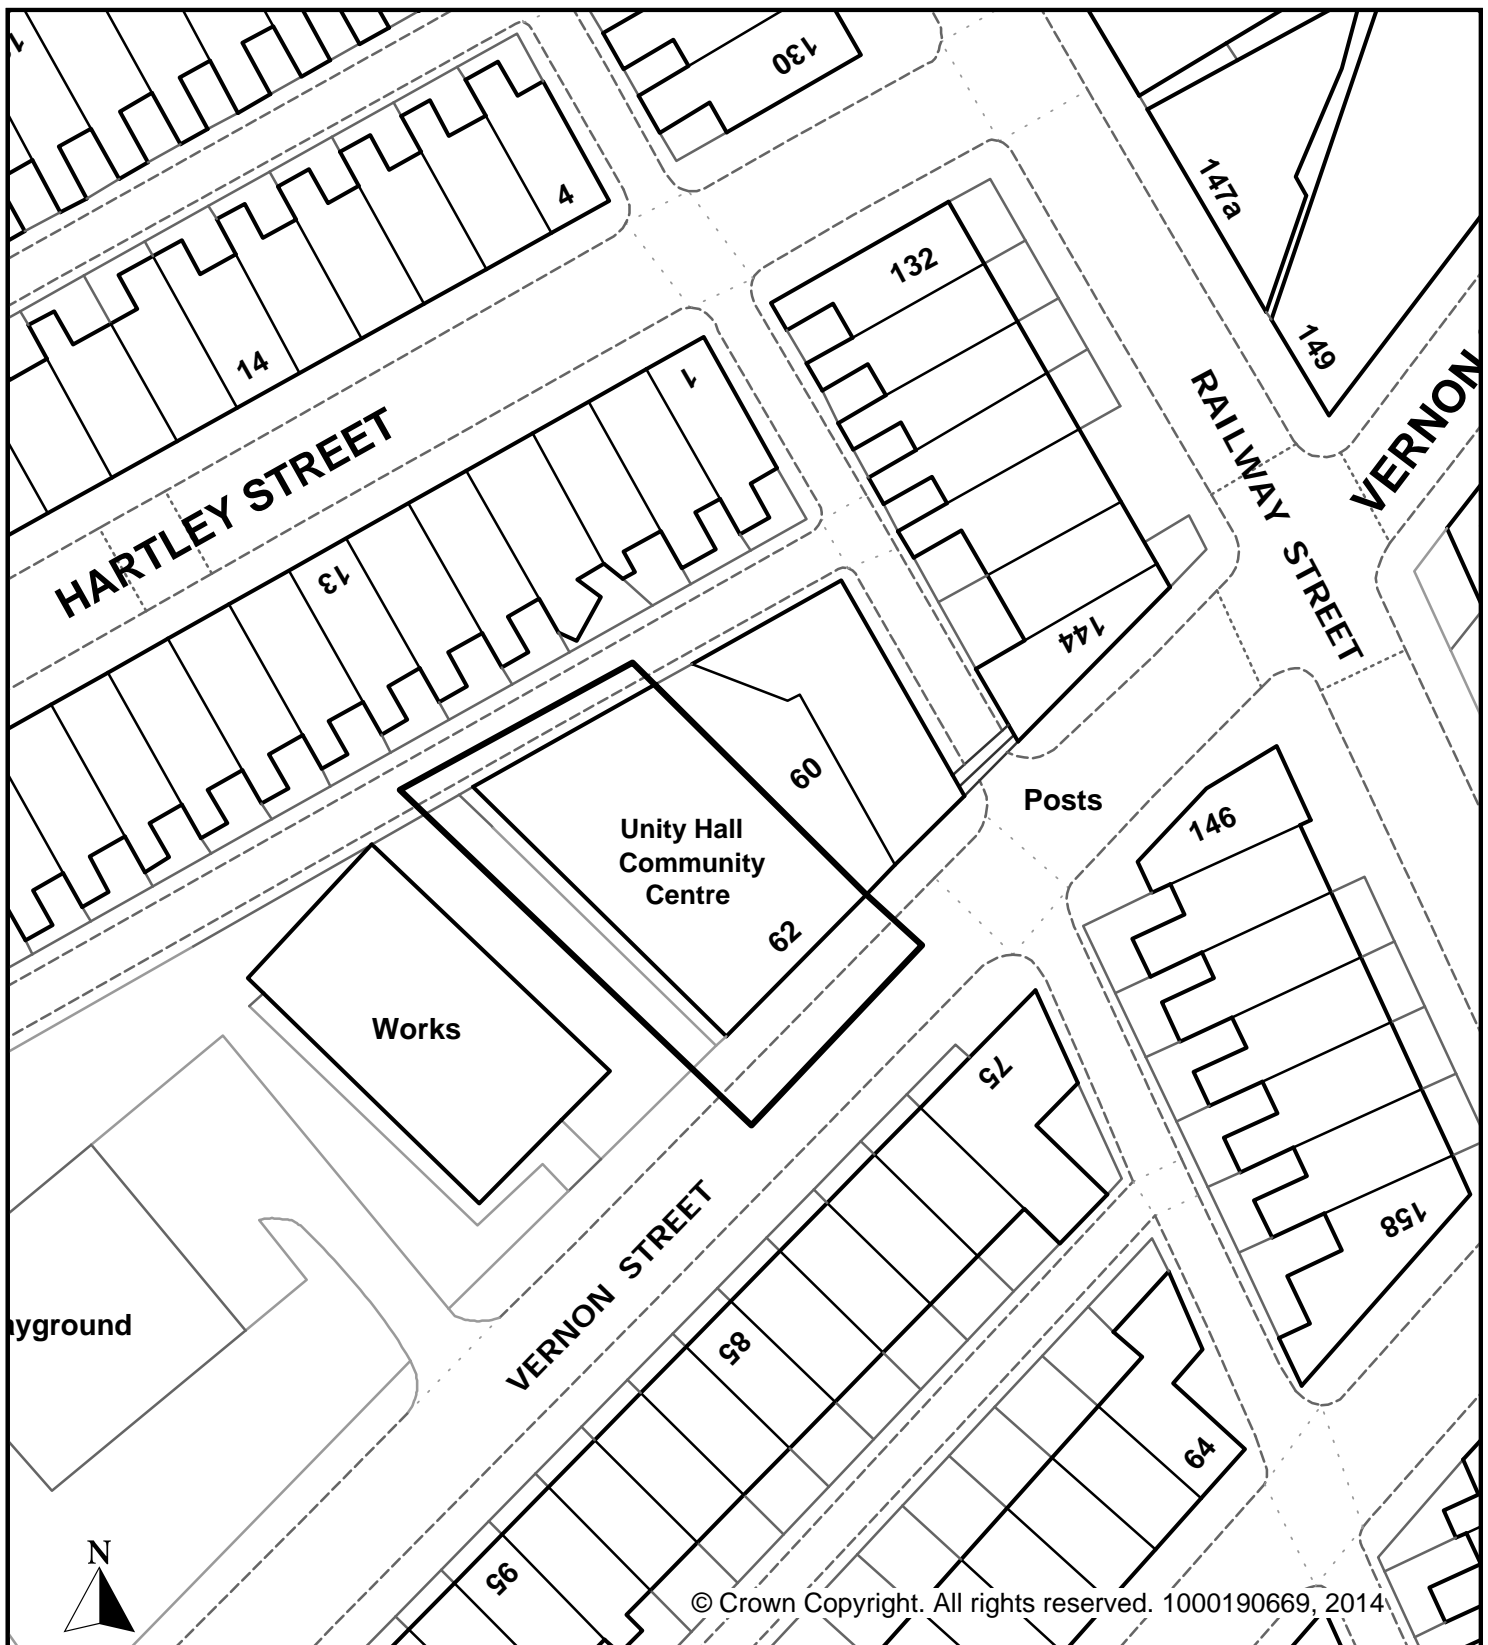 130
4
147a
132
14
149
1
RAILWAY STREET
VERNON
HARTLEY STREET
13
144
60
Posts
Unity Hall
Community
Centre
146
62
Works
75
158
VERNON STREET
yground
85
64
N
95
© Crown Copyright. All rights reserved. 1000190669, 2014